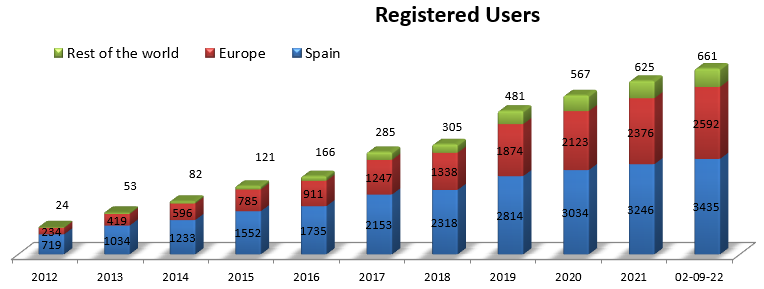 Registered Users
Rest of the world Europe Spain
24 53 82 121 166 285 305 481 567 625 661
234 419 596 785 911 1247 1338 1874 2123 2376 2592
719 1034 1233 1552 1735 2153 2318 2814 3034 3246 3435
2012 2013 2014 2015 2016 2017 2018 2019 2020 2021 02-09-22